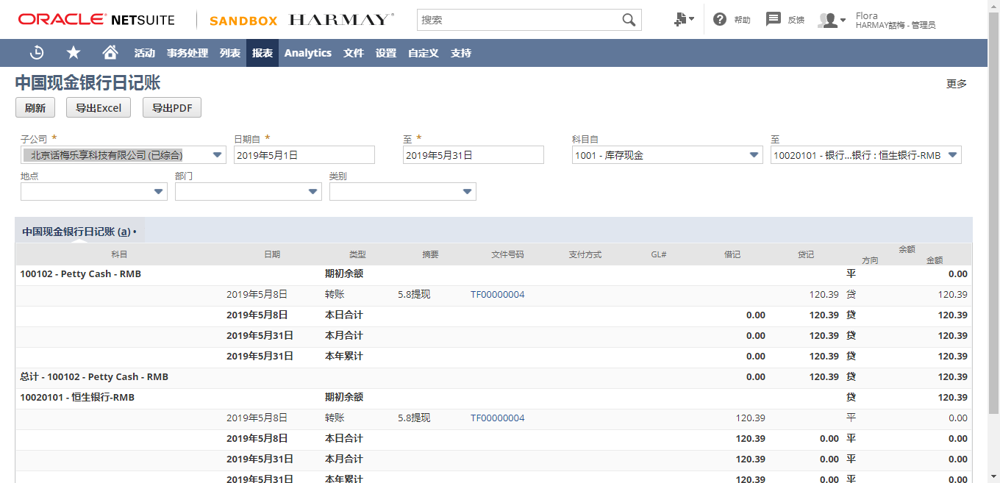 ORACLE® NETSUITE SANDBOX HARMAY® 搜索 帮助 反馈 Flora
HARMAY話梅 - 管理员
活动 事务处理 列表 报表 Analytics 文件 设置 自定义 支持
中国现金银行日记账 更多
刷新 导出Excel 导出PDF
子公司 * 日期自 * 至 * 科目自 至
北京话梅乐享科技有限公司 (已综合) 2019年5月1日 2019年5月31日 1001 - 库存现金 10020101 - 银行...银行 : 恒生银行-RMB
地点 部门 类别
中国现金银行日记账 (a) •
科目 日期 类型 摘要 文件号码 支付方式 GL# 借记 贷记 余额
方向 金额
100102 - Petty Cash - RMB 期初余额 平 0.00
2019年5月8日 转账 5.8提现 TF00000004 120.39 贷 120.39
2019年5月8日 本日合计 0.00 120.39 贷 120.39
2019年5月31日 本月合计 0.00 120.39 贷 120.39
2019年5月31日 本年累计 0.00 120.39 贷 120.39
总计 - 100102 - Petty Cash - RMB 0.00 120.39 贷 120.39
10020101 - 恒生银行-RMB 期初余额 贷 120.39
2019年5月8日 转账 5.8提现 TF00000004 120.39 平 0.00
2019年5月8日 本日合计 120.39 0.00 平 0.00
2019年5月31日 本月合计 120.39 0.00 平 0.00
2019年5月31日 本年累计 120.39 0.00 平 0.00